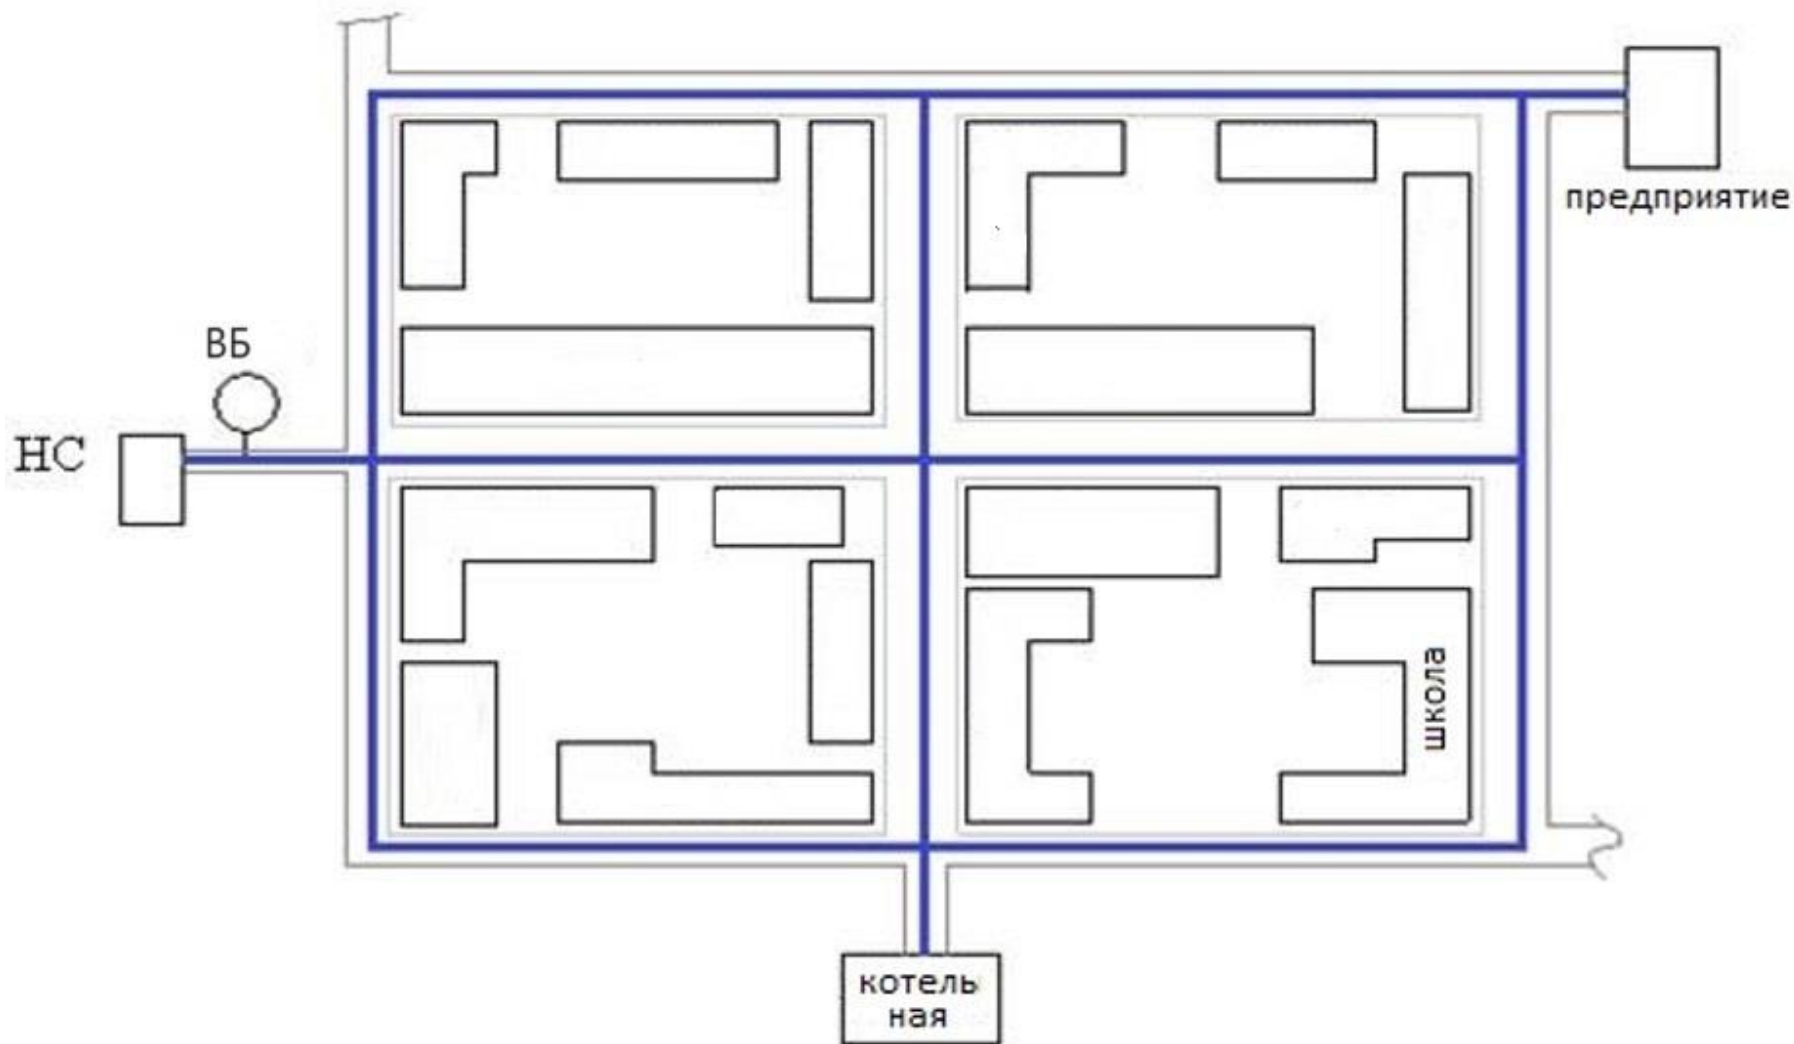 предприятие
ВБ
НС
школа
котель
ная